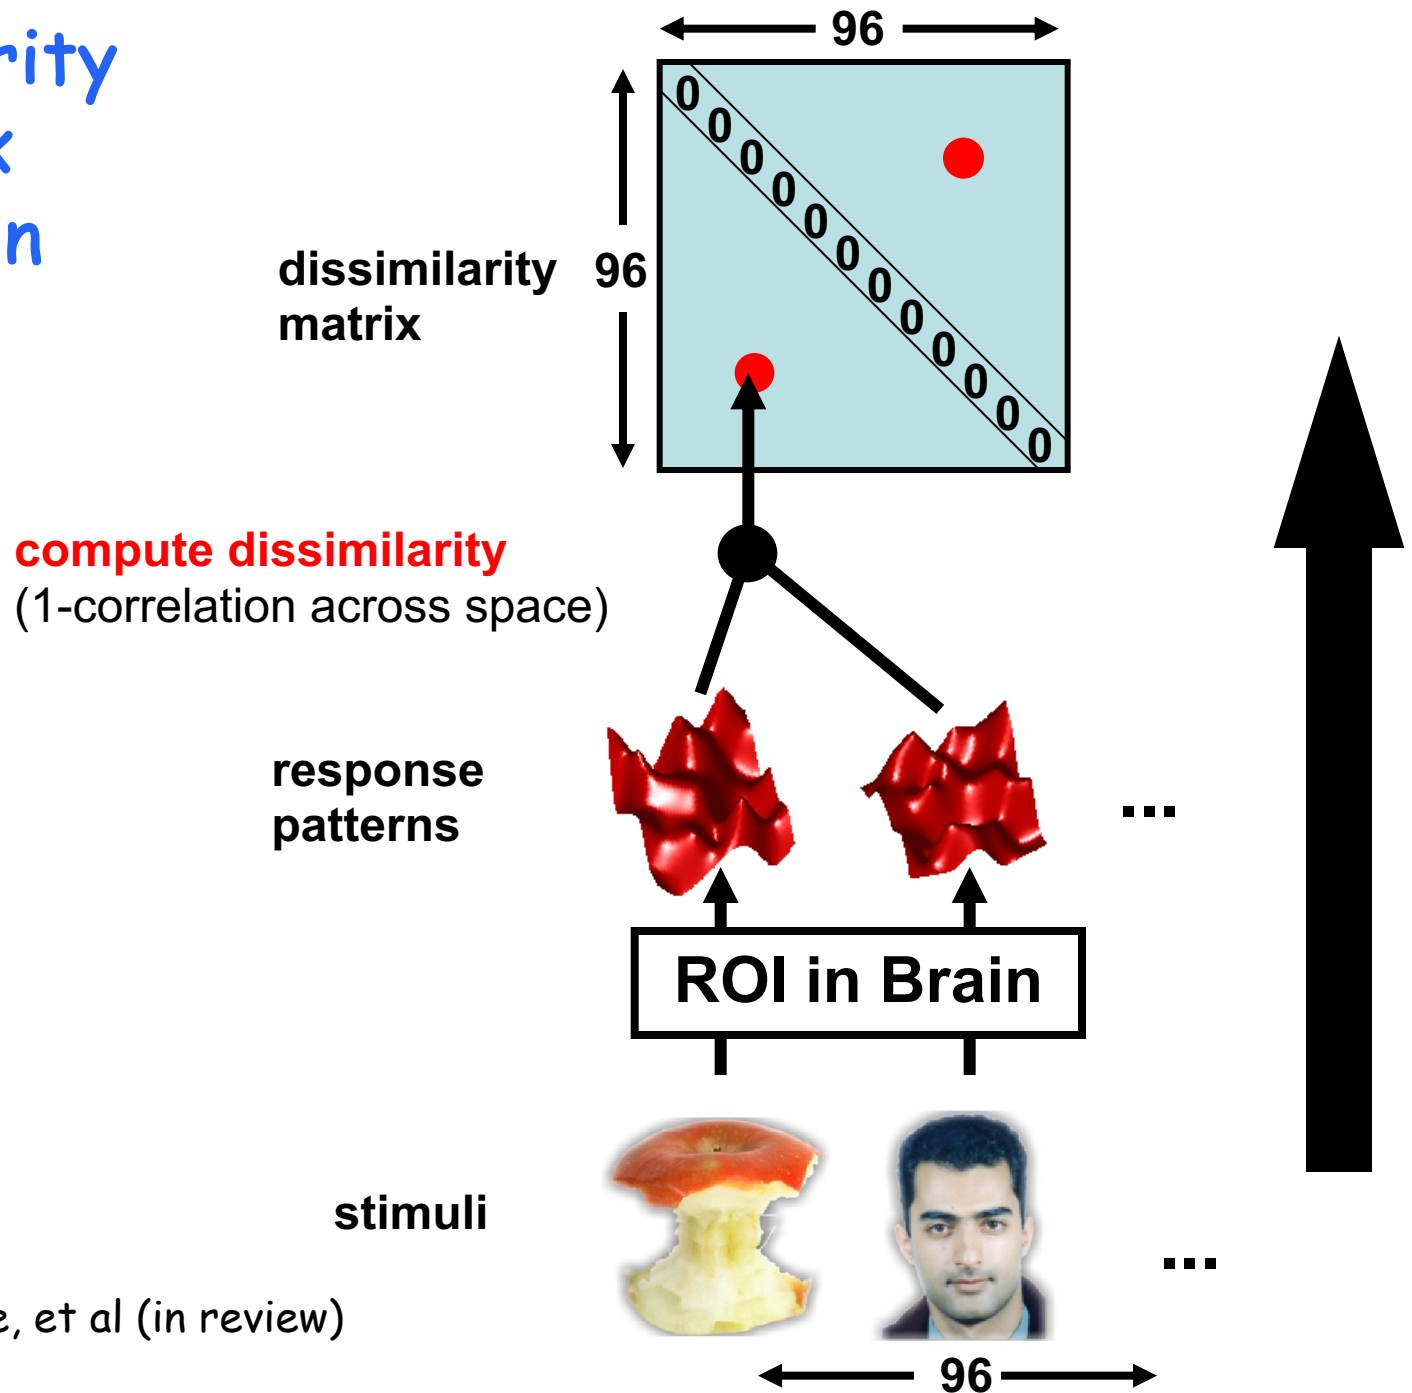 96
0
0
0
0
0
0
0
0
0
0
0
0
dissimilarity 96
matrix
compute dissimilarity
(1-correlation across space)
response
patterns
...
ROI in Brain
stimuli
...
et al (in review)
96